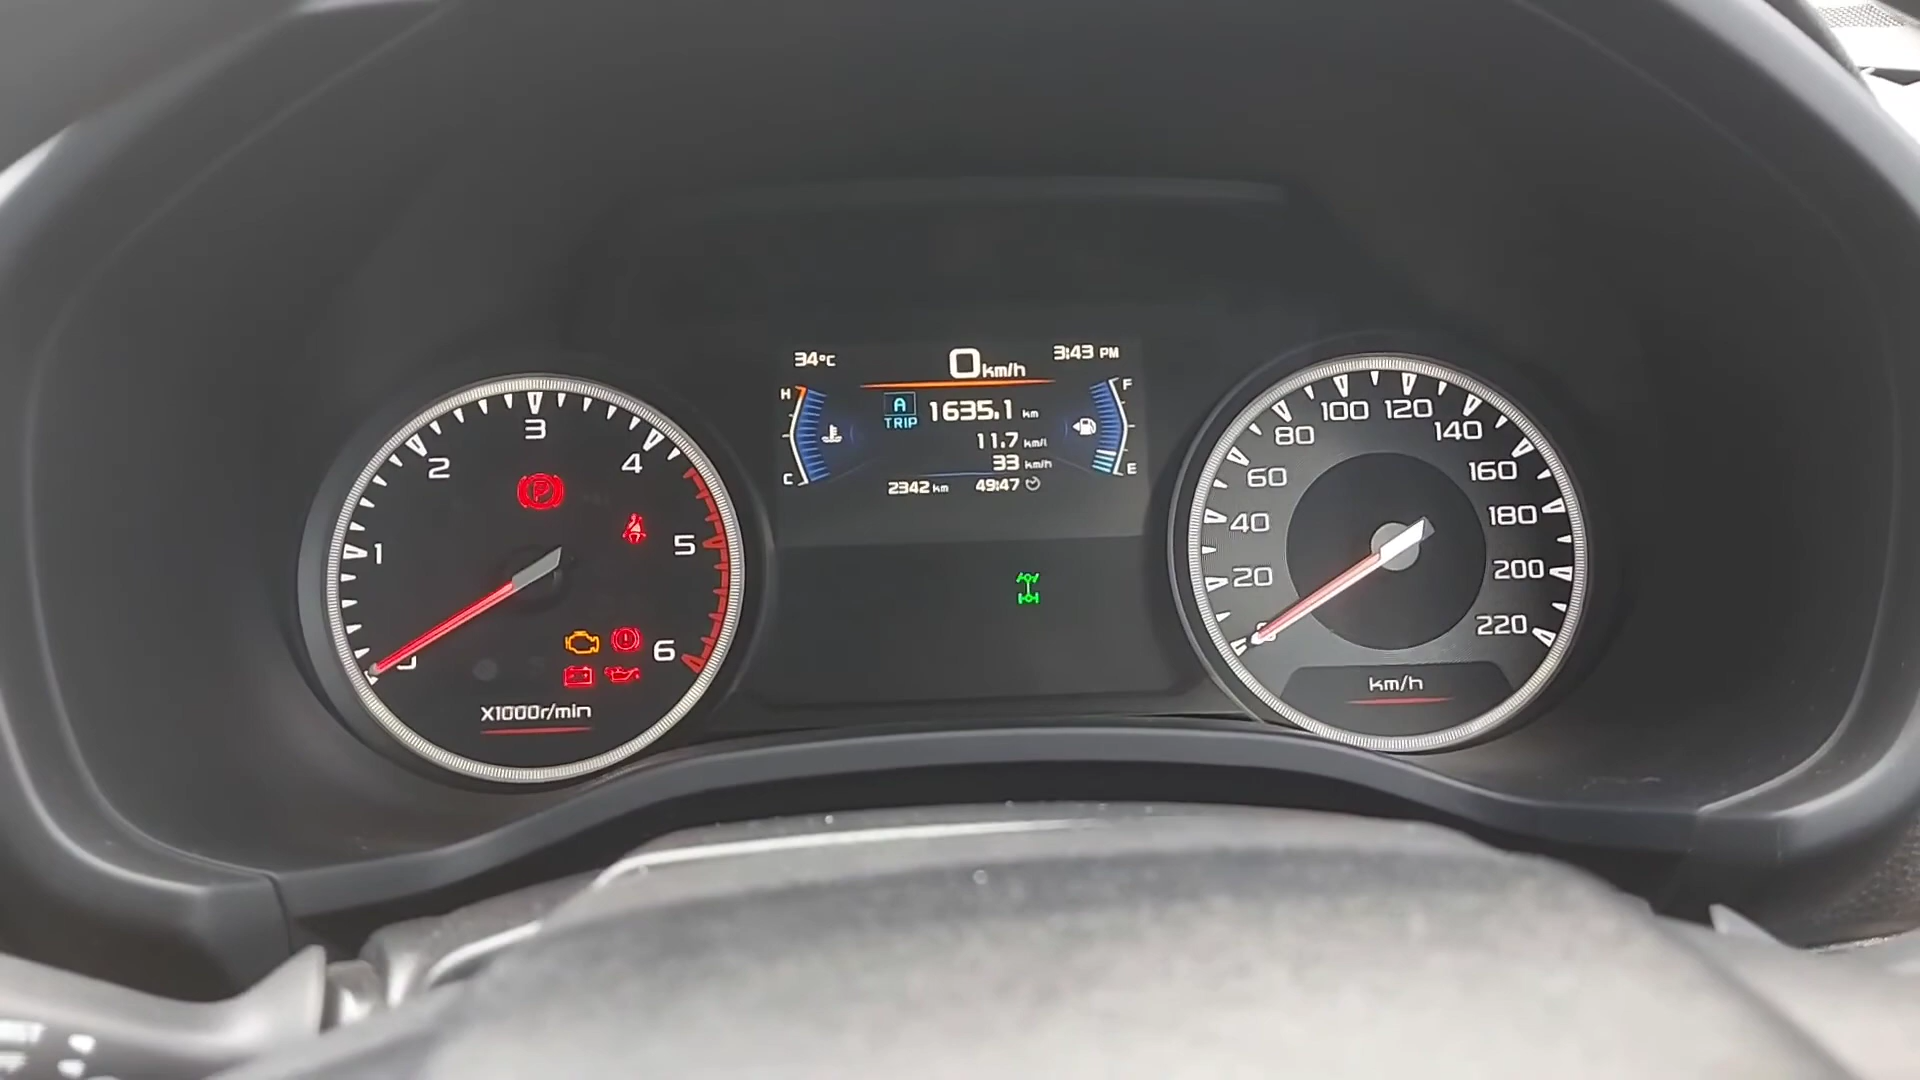 34°C
0km/h
3:43 PM
H
C
A
TRIP
1635.1 km
11.7 km/l
33 km/h
2342 km
49:47
F
E
1
2
3
4
5
6
P
X1000r/min
20
40
60
80
100
120
140
160
180
200
220
km/h